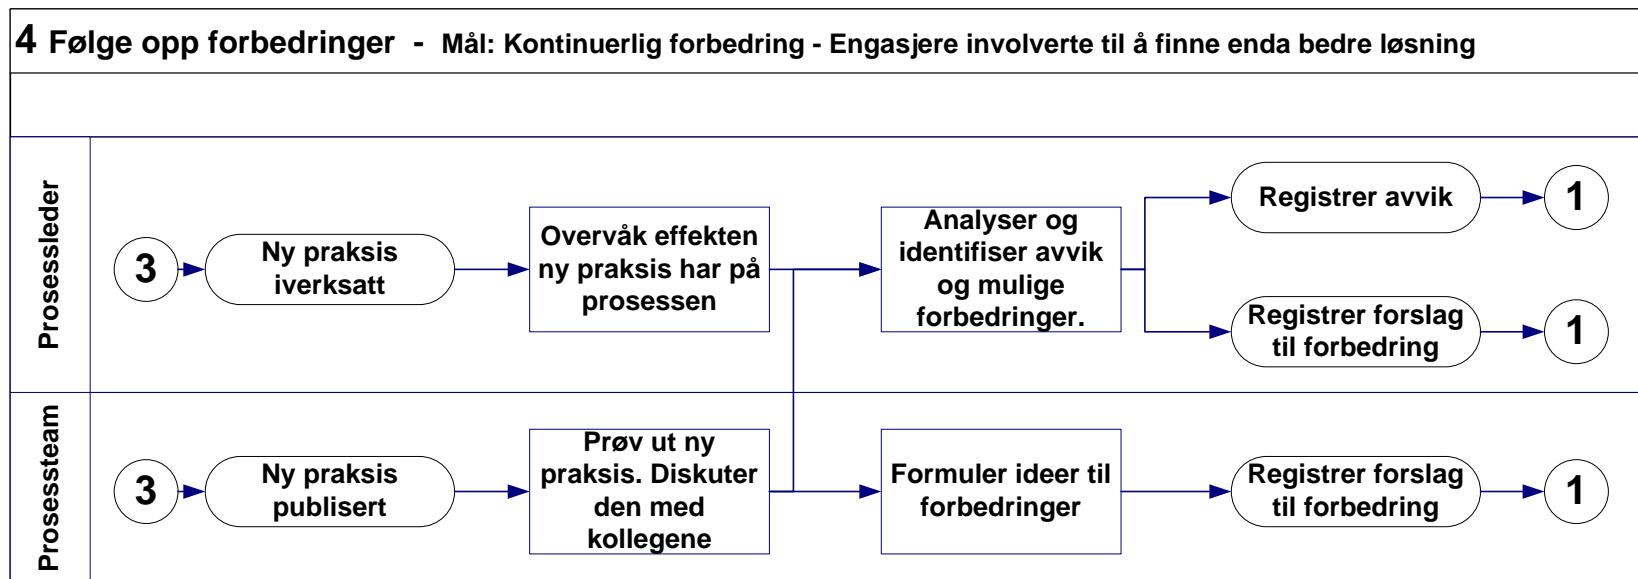 4 Følge opp forbedringer - Mål: Kontinuerlig forbedring - Engasjere involverte til å finne enda bedre løsning
Prosessleder
3
Ny praksis
iverksatt
Overvåk effekten
ny praksis har på
prosessen
Analyser og
identifiser avvik
og mulige
forbedringer.
Registrer avvik
1
Registrer forslag
til forbedring
1
Prosessteam
3
Ny praksis
publisert
Prøv ut ny
praksis. Diskuter
den med
kollegene
Formuler ideer til
forbedringer
Registrer forslag
til forbedring
1